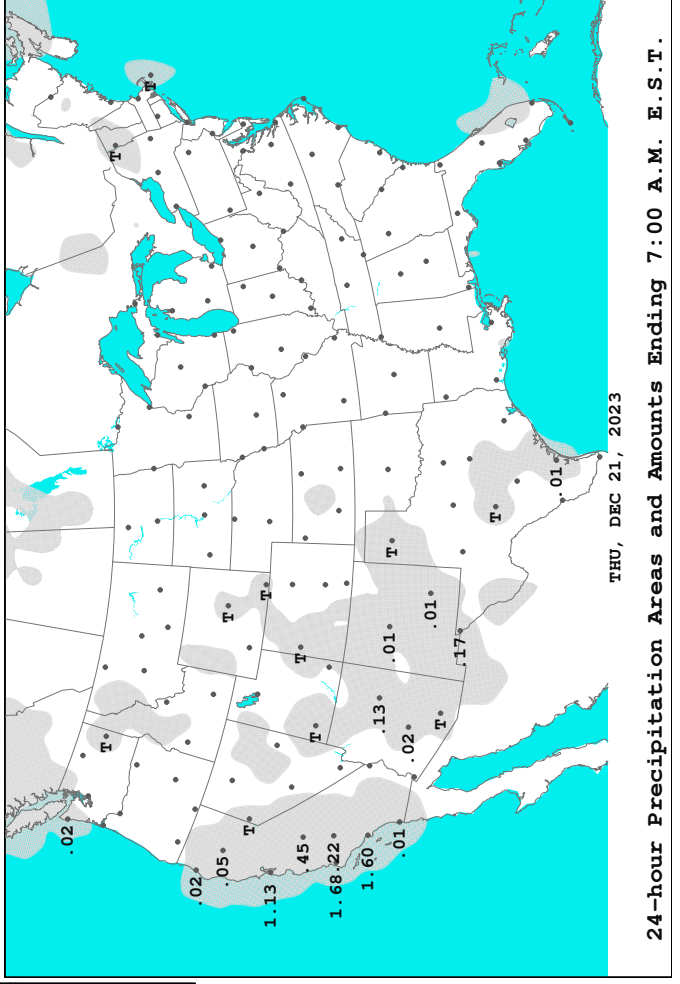 .02
T
T
T
.02
.05
T
T
T
1.13
T
.45
T
1.68
.22
1.60
.13
.01
T
.01
.02
.01
T
.17
T
.01
THU, DEC 21, 2023
24-hour Precipitation Areas and Amounts Ending 7:00 A.M. E.S.T.